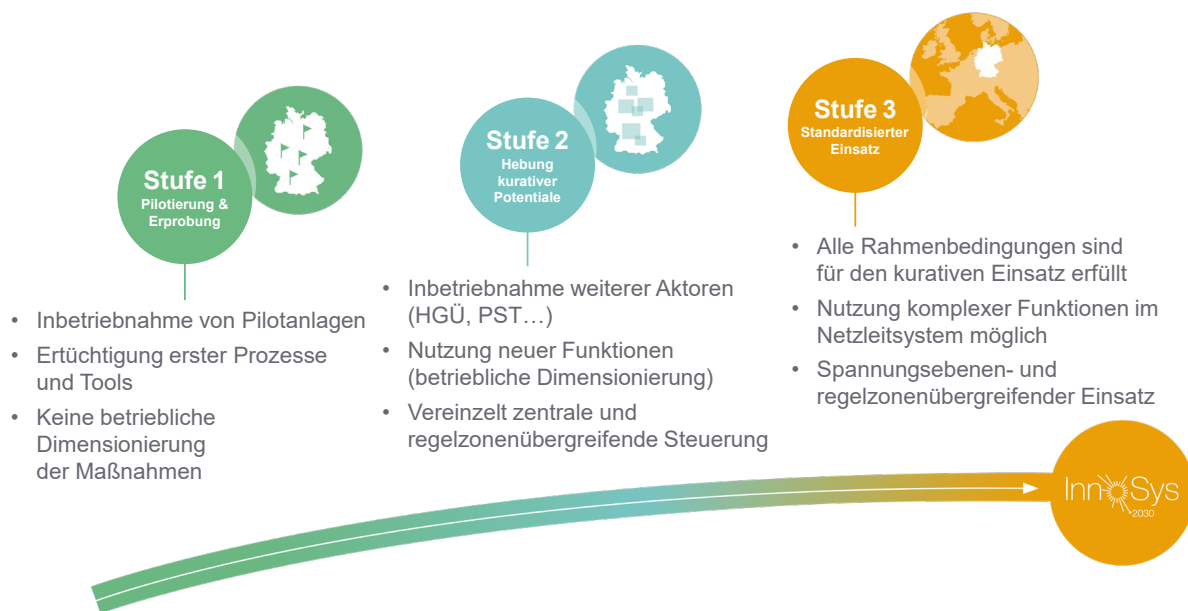 Stufe 1
Pilotierung &
Erprobung
• Inbetriebnahme von Pilotanlagen
• Ertüchtigung erster Prozesse
und Tools
• Keine betriebliche
Dimensionierung
der Maßnahmen
Stufe 2
Hebung
kurativer
Potentiale
• Inbetriebnahme weiterer Aktoren
(HGÜ, PST…)
• Nutzung neuer Funktionen
(betriebliche Dimensionierung)
• Vereinzelt zentrale und
regelzonenübergreifende Steuerung
Stufe 3
Standardisierter
Einsatz
• Alle Rahmenbedingungen sind
für den kurativen Einsatz erfüllt
• Nutzung komplexer Funktionen im
Netzleitsystem möglich
• Spannungsebenen- und
regelzonenübergreifender Einsatz
InnoSys
2030